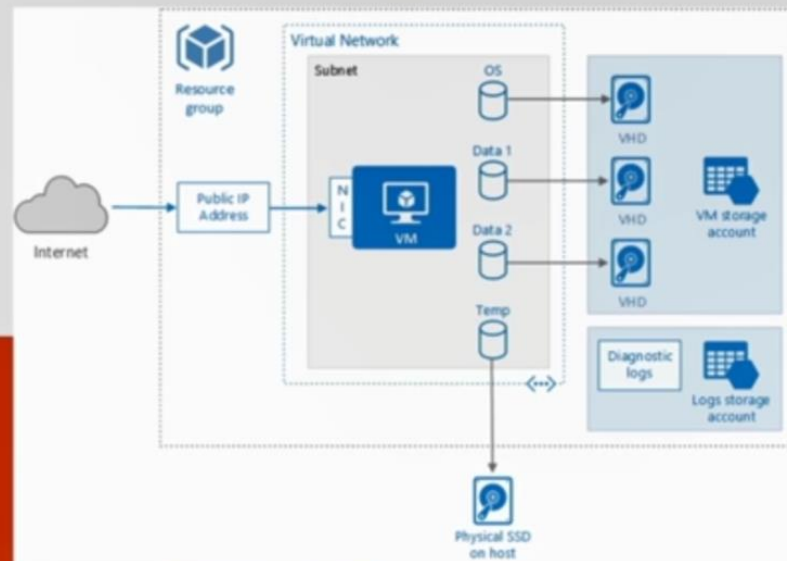 Resource
group
Virtual Network
Subnet
OS
VHD
Data 1
VHD
VM storage
account
Data 2
VHD
Temp
Public IP
Address
N
I
C
VM
Internet
Diagnostic
logs
Logs storage
account
Physical SSD
on host